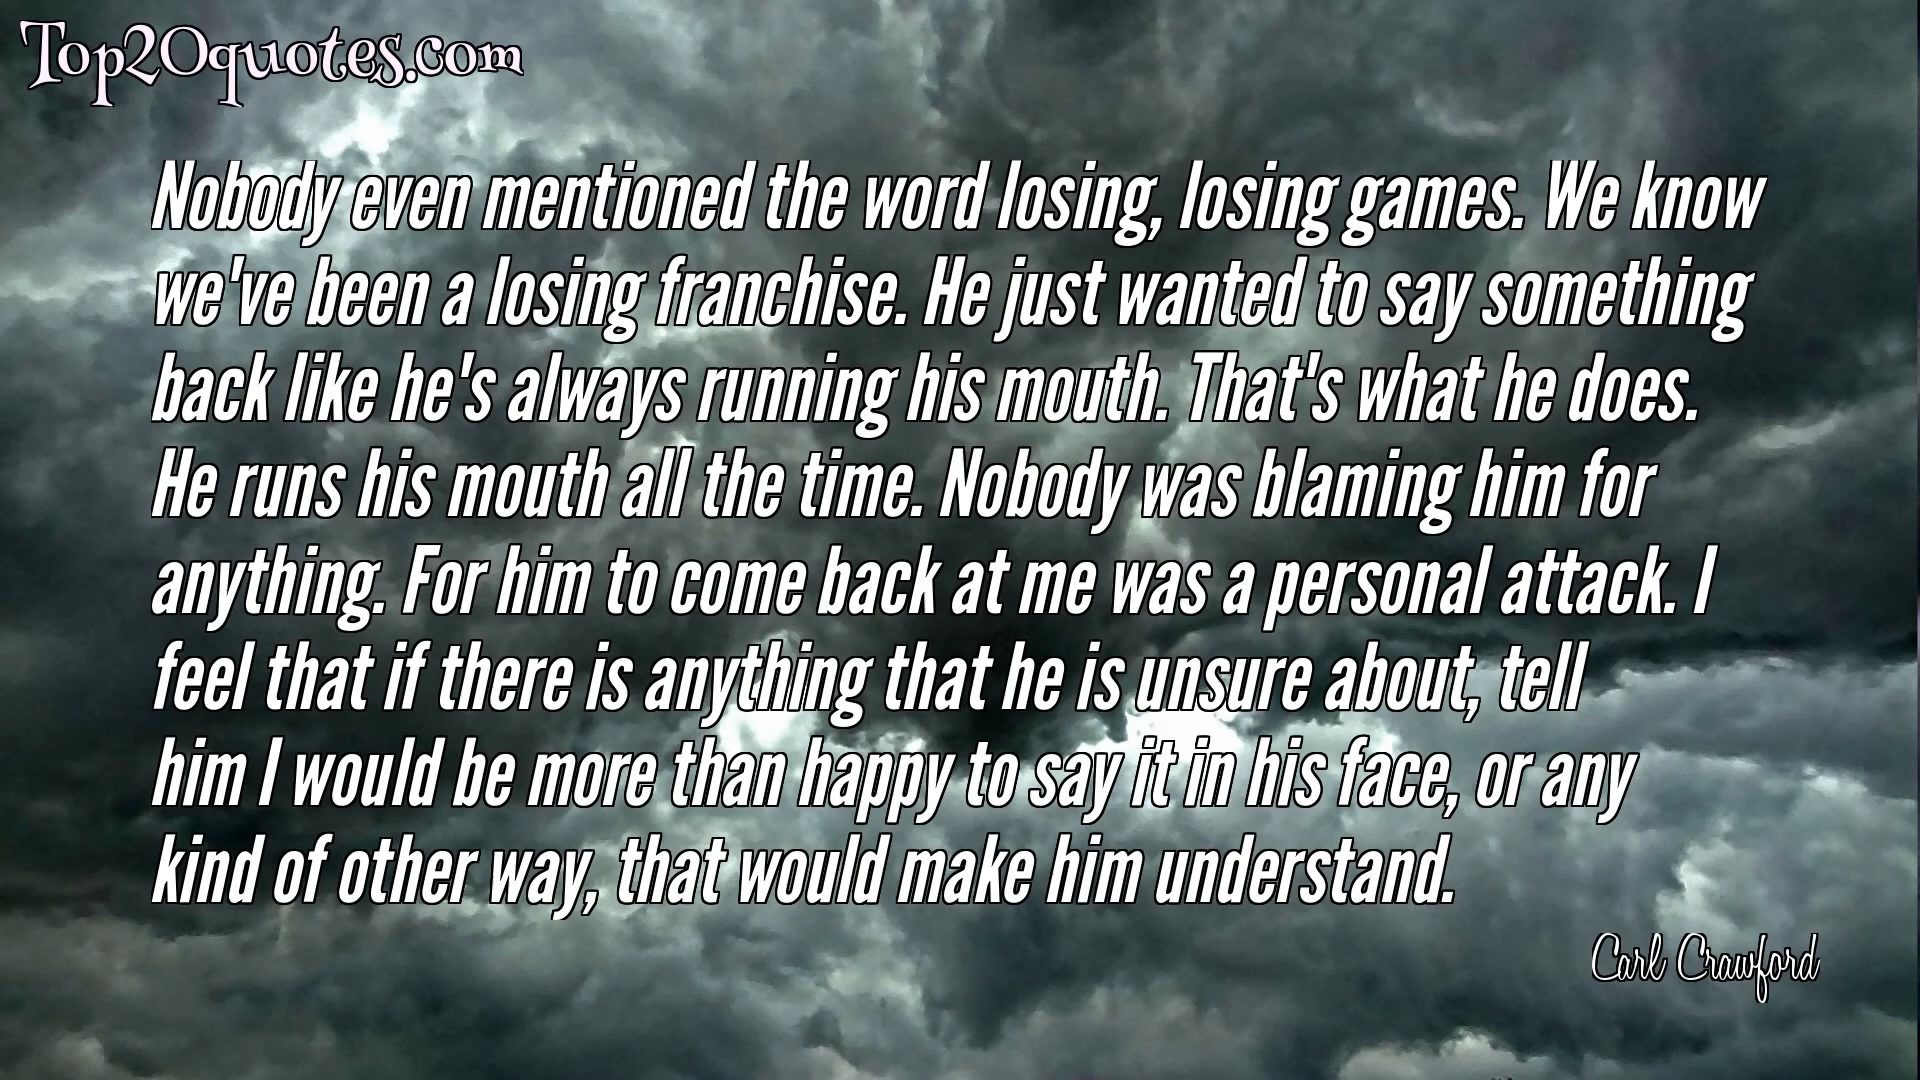 Top20quotes.com
Nobody even mentioned the word losing, losing games. We know
we've been a losing franchise. He just wanted to say something
back like he's always running his mouth. That's what he does.
He runs his mouth all the time. Nobody was blaming him for
anything. For him to come back at me was a personal attack. I
feel that if there is anything that he is unsure about, tell
him I would be more than happy to say it in his face, or any
kind of other way, that would make him understand.
Carl Crawford